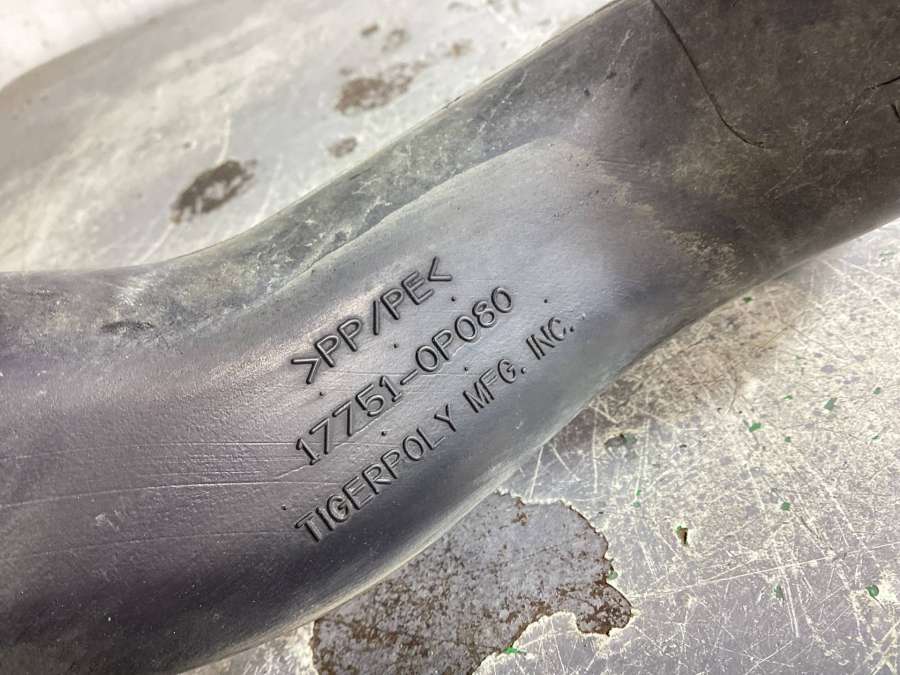 >PP/PE<
17751-0P080
TIGERPOLY MFG. INC.